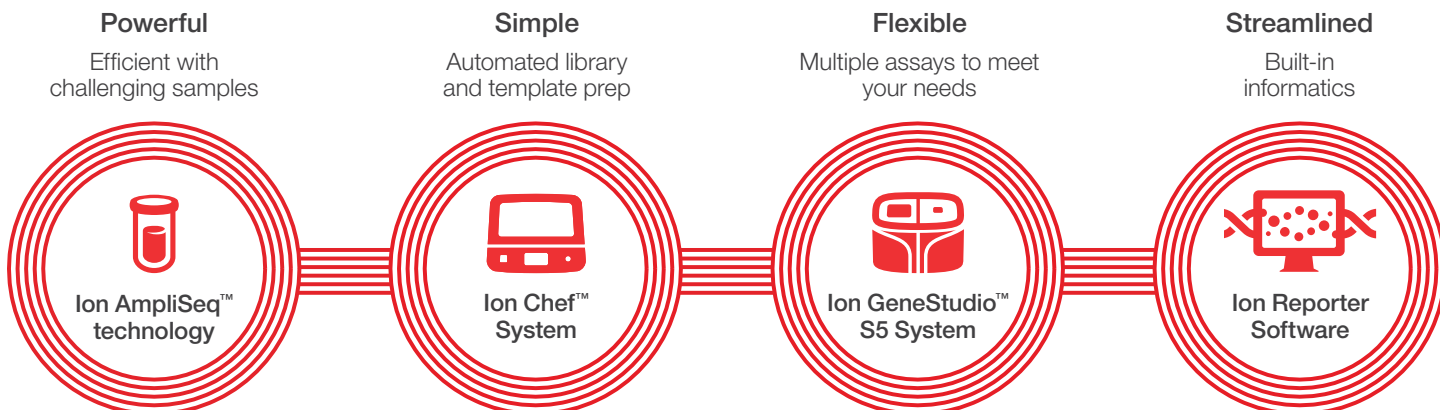 Powerful
Efficient with
challenging samples
Ion AmpliSeq™
technology
Simple
Automated library
and template prep
Ion Chef™
System
Flexible
Multiple assays to meet
your needs
Ion GeneStudio™
S5 System
Streamlined
Built-in
informatics
Ion Reporter
Software